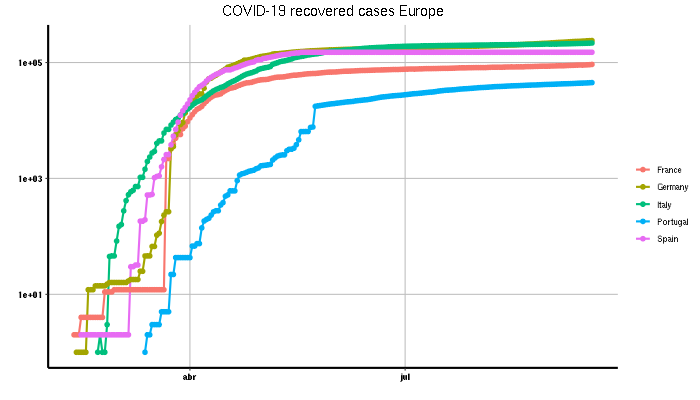 COVID-19 recovered cases Europe
1e+05
1e+03
1e+01
abr
jul
France
Germany
Italy
Portugal
Spain